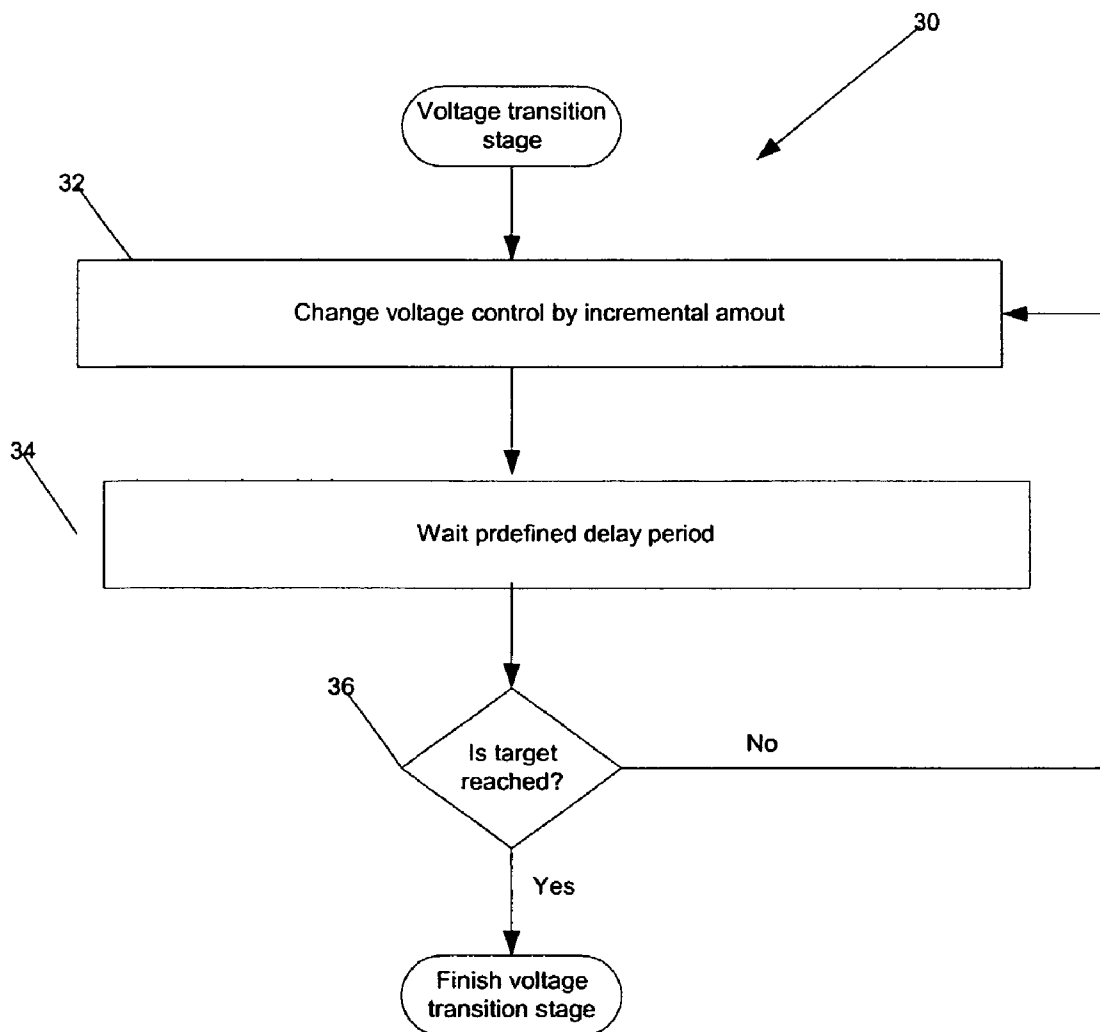 30
Voltage transition
stage
32
Change voltage control by incremental amout
34
Wait prdefined delay period
36
Is target
reached?
No
Yes
Finish voltage
transition stage